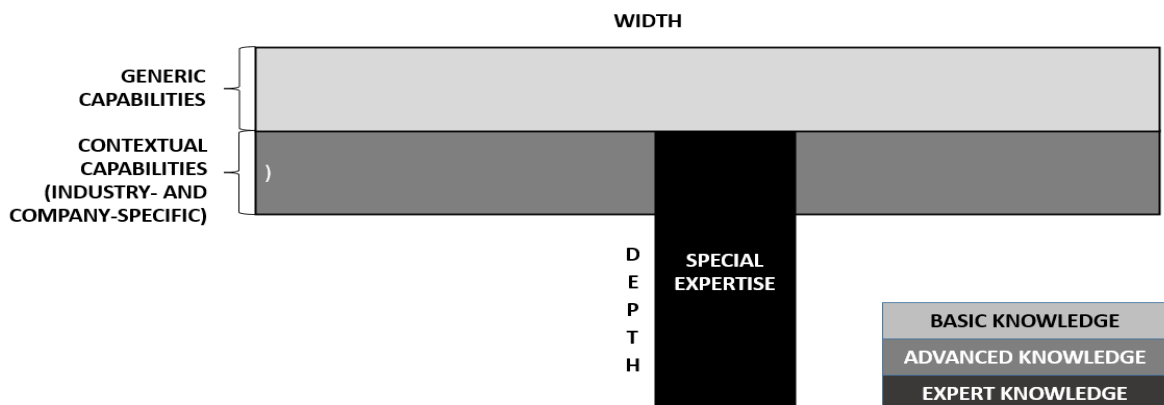 WIDTH
GENERIC
CAPABILITIES
CONTEXTUAL
CAPABILITIES
(INDUSTRY- AND
COMPANY-SPECIFIC)
)
D
E
P
T
H
SPECIAL
EXPERTISE
BASIC KNOWLEDGE
ADVANCED KNOWLEDGE
EXPERT KNOWLEDGE